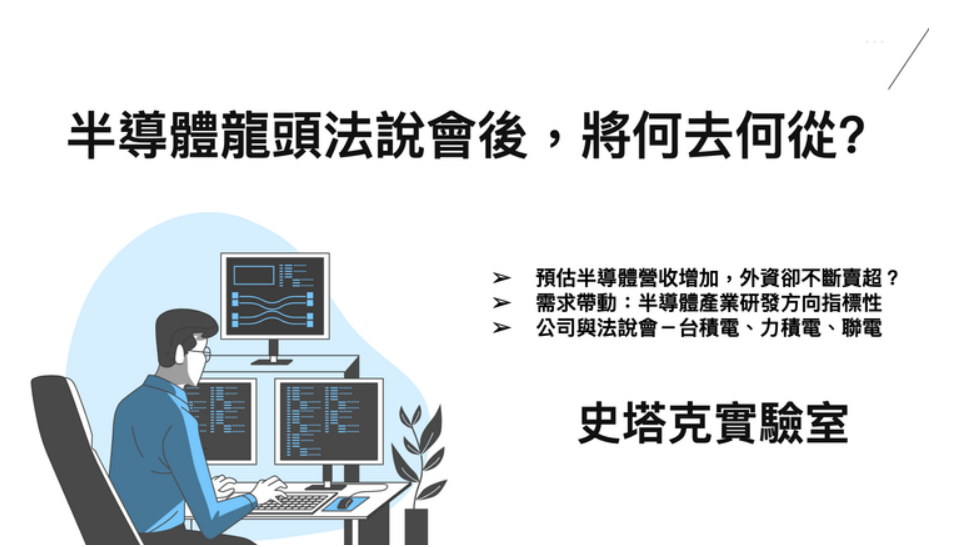 半導體龍頭法說會後，將何去何從?
➢ 預估半導體營收增加，外資卻不斷賣超？
➢ 需求帶動：半導體產業研發方向指標性
➢ 公司與法說會－台積電、力積電、聯電
史塔克實驗室